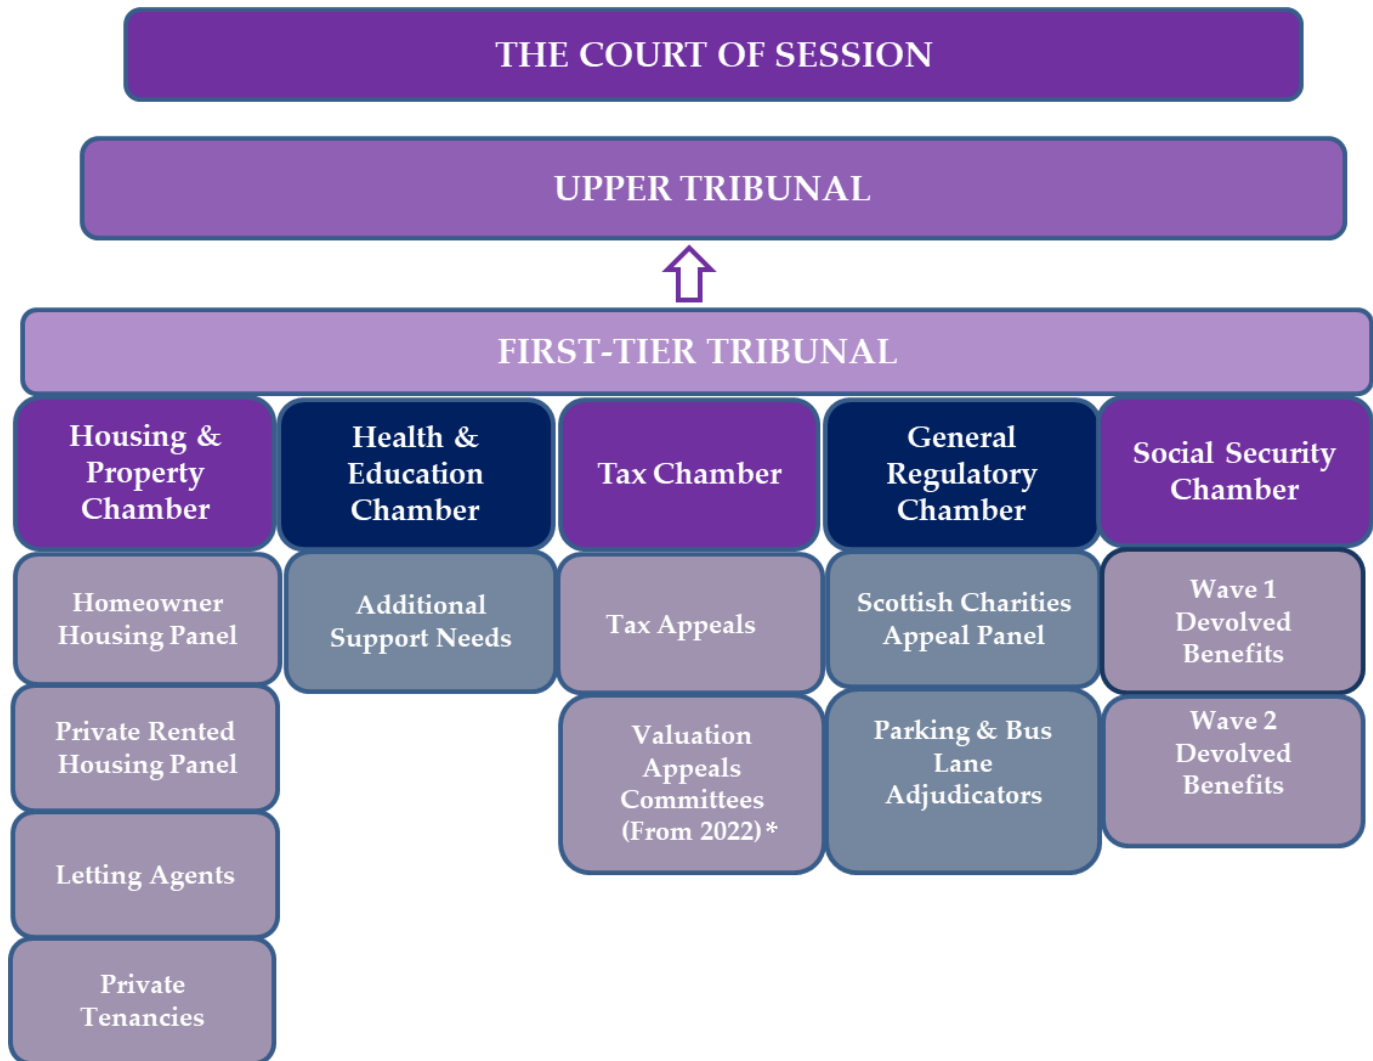 THE COURT OF SESSION
UPPER TRIBUNAL
FIRST-TIER TRIBUNAL
Housing &
Property
Chamber
Health &
Education
Chamber
Tax Chamber
General
Regulatory
Chamber
Social Security
Chamber
Homeowner
Housing Panel
Additional
Support Needs
Tax Appeals
Scottish Charities
Appeal Panel
Wave 1
Devolved
Benefits
Private Rented
Housing Panel
Valuation
Appeals
Committees
(From 2022)*
Parking & Bus
Lane
Adjudicators
Wave 2
Devolved
Benefits
Letting Agents
Private
Tenancies